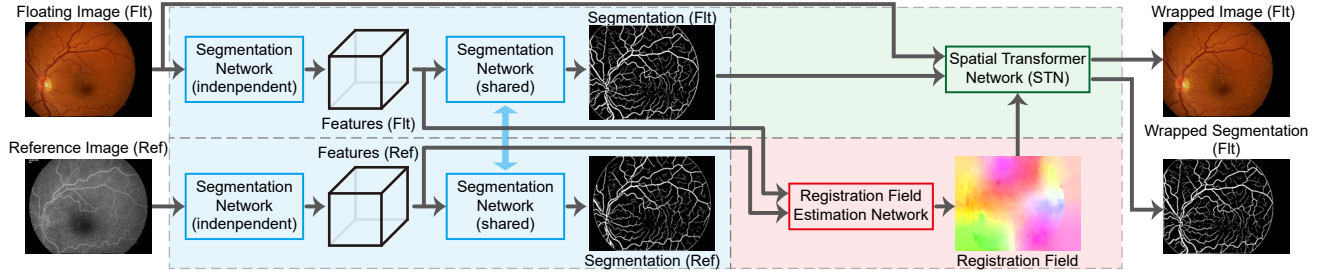 Floating Image (Flt)
Segmentation
Network
(indenpendent)
Features (Flt)
Segmentation
Network
(shared)
Segmentation (Flt)
Spatial Transformer
Network (STN)
Wrapped Image (Flt)
Wrapped Segmentation
(Flt)
Reference Image (Ref)
Segmentation
Network
(indenpendent)
Features (Ref)
Segmentation
Network
(shared)
Segmentation (Ref)
Registration Field
Estimation Network
Registration Field